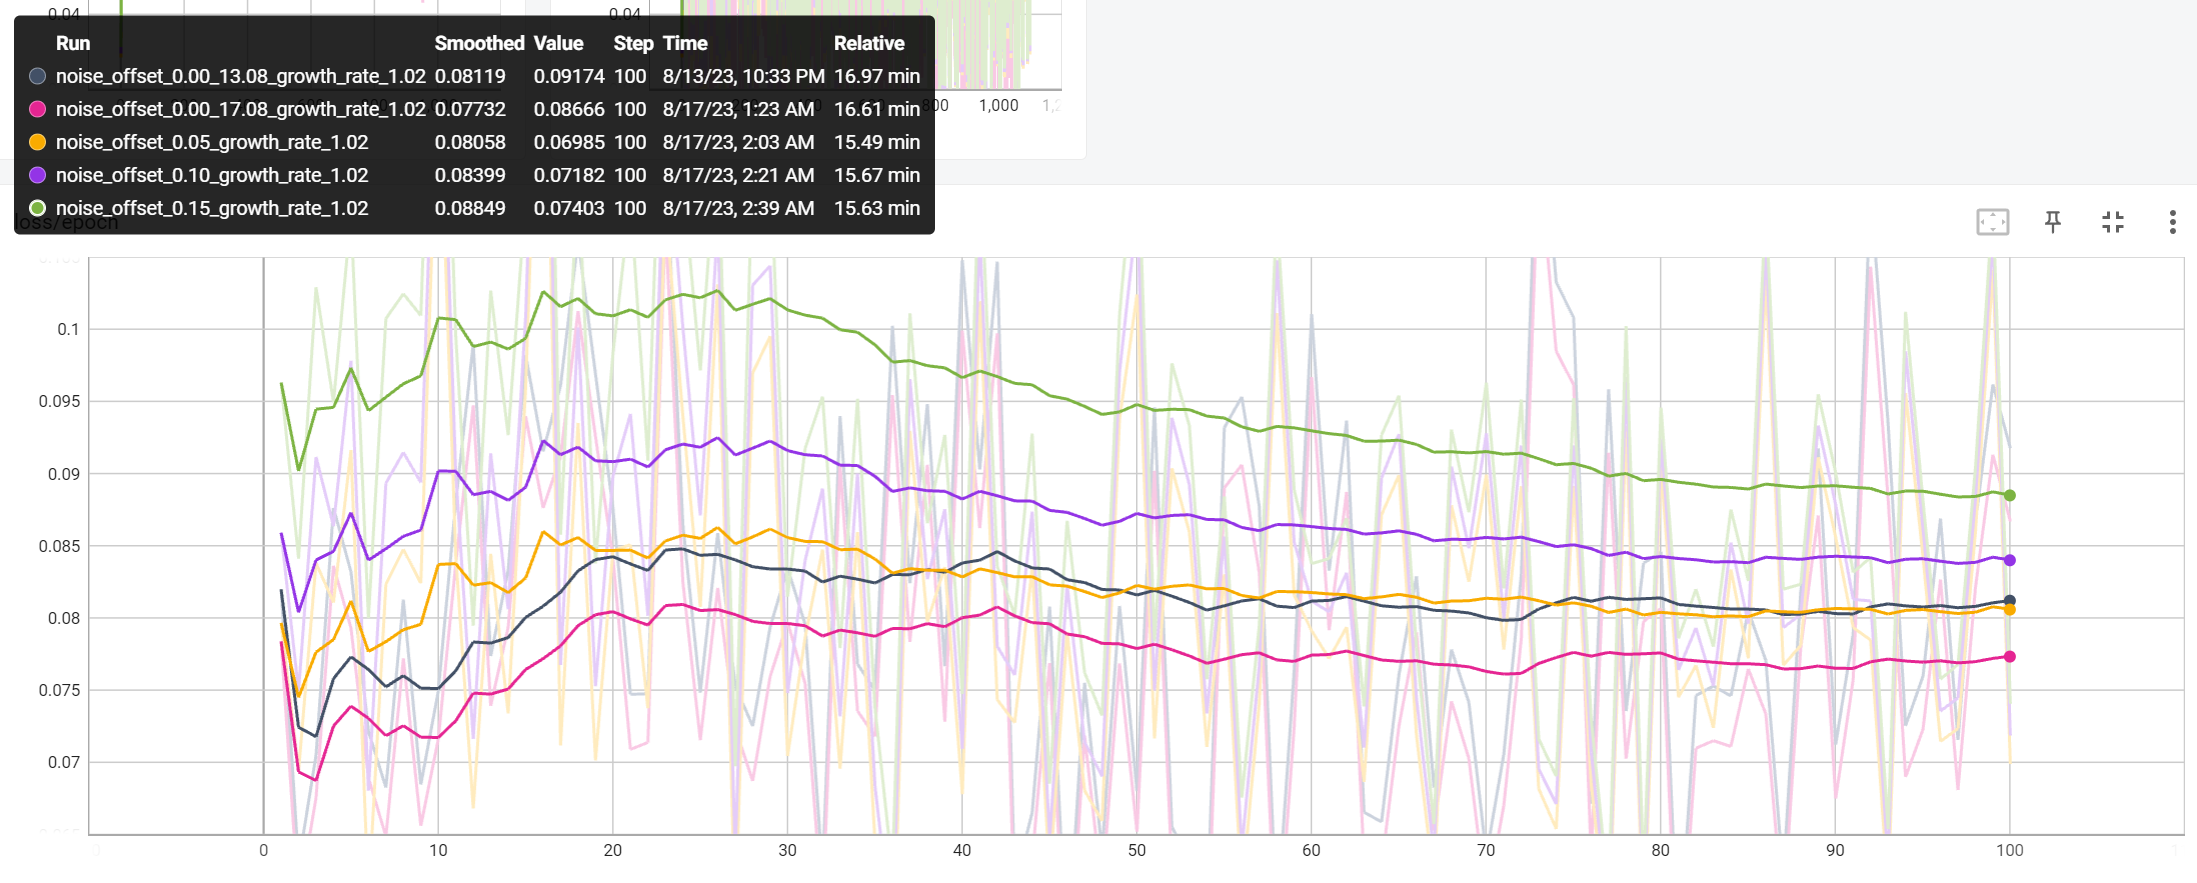 0.04 0.04
Run Smoothed Value Step Time Relative
noise_offset_0.00_13.08_growth_rate_1.02 0.08119 0.09174 100 8/13/23, 10:33 PM 16.97 min
noise_offset_0.00_17.08_growth_rate_1.02 0.07732 0.08666 100 8/17/23, 1:23 AM 16.61 min
800 1,000 1,2
noise_offset_0.05_growth_rate_1.02 0.08058 0.06985 100 8/17/23, 2:03 AM 15.49 min
noise_offset_0.10_growth_rate_1.02 0.08399 0.07182 100 8/17/23, 2:21 AM 15.67 min
noise_offset_0.15_growth_rate_1.02 0.08849 0.07403 100 8/17/23, 2:39 AM 15.63 min
loss/epoch
0.1
0.095
0.09
0.085
0.08
0.075
0.07
0 10 20 30 40 50 60 70 80 90 100